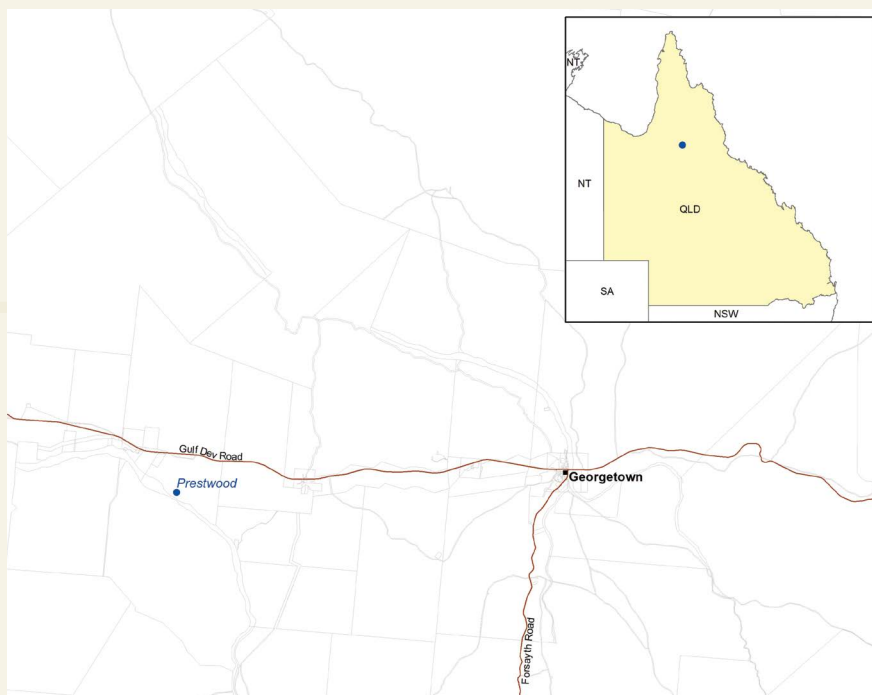 NT
NT
QLD
SA
NSW
Gulf Dev Road
Prestwood
Georgetown
Forsayth Road